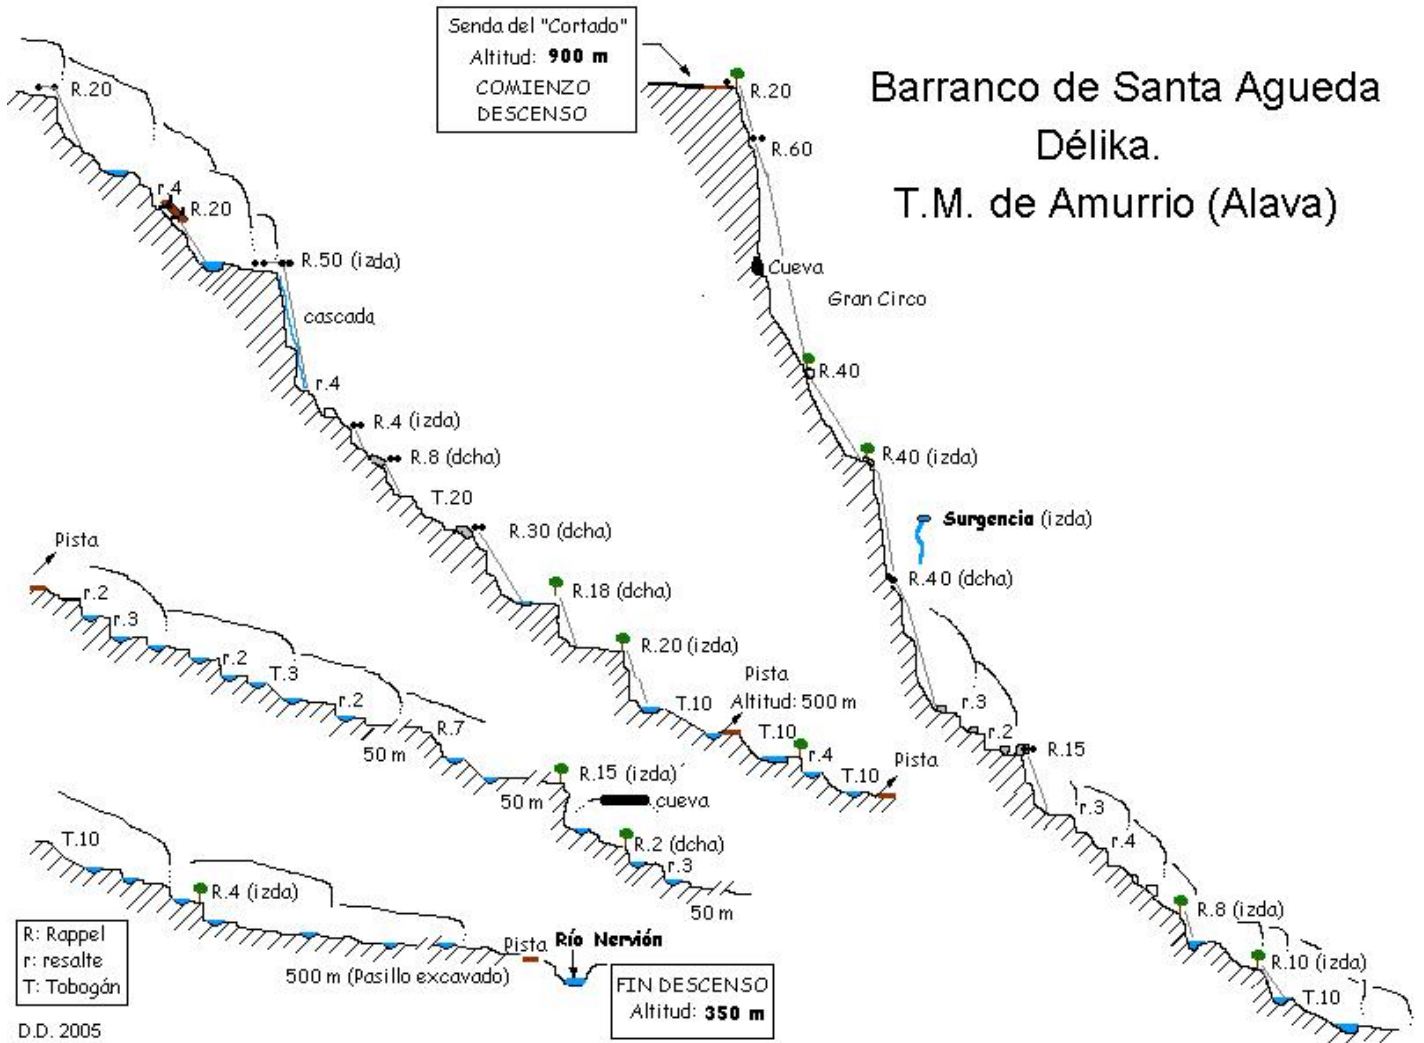 Barranco de Santa Agueda
Délika.
T.M. de Amurrio (Alava)
Senda del "Cortado"
Altitud: 900 m
COMIENZO
DESCENSO
R.20
R.60
Cueva
Gran Circo
R.40
R.40 (izda)
Surgencia (izda)
R.40 (dcha)
r.3
r.2
R.15
r.3
r.4
R.8 (izda)
R.10 (izda)
T.10
R.20
r.4
R.20
R.50 (izda)
cascada
r.4
R.4 (izda)
R.8 (dcha)
T.20
R.30 (dcha)
R.18 (dcha)
R.20 (izda)
T.10
Pista
Altitud: 500 m
T.10
r.4
T.10
Pista
Pista
r.2
r.3
r.2
T.3
r.2
50 m
R.7
50 m
R.15 (izda)
cueva
R.2 (dcha)
r.3
50 m
T.10
R.4 (izda)
500 m (Pasillo excavado)
Pista
Río Nervión
FIN DESCENSO
Altitud: 350 m
R: Rappel
r: resalte
T: Tobogán
D.D. 2005